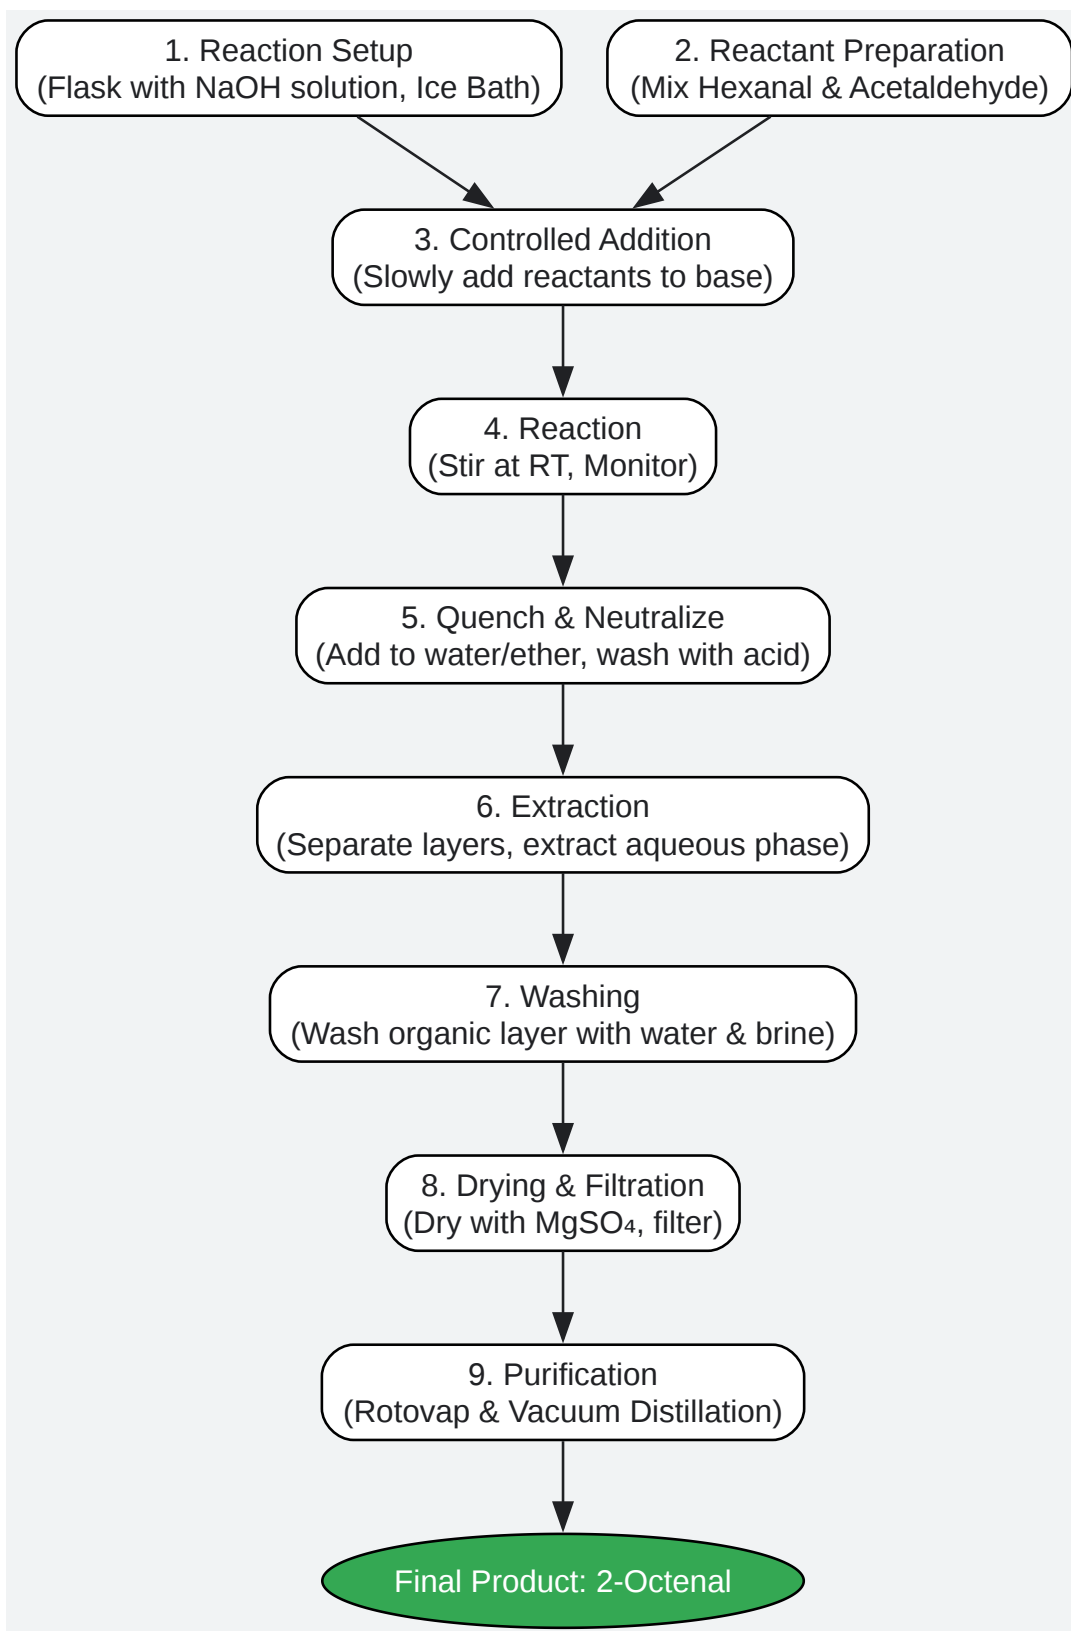 1. Reaction Setup
(Flask with NaOH solution, Ice Bath)
2. Reactant Preparation
(Mix Hexanal & Acetaldehyde)
3. Controlled Addition
(Slowly add reactants to base)
4. Reaction
(Stir at RT, Monitor)
5. Quench & Neutralize
(Add to water/ether, wash with acid)
6. Extraction
(Separate layers, extract aqueous phase)
7. Washing
(Wash organic layer with water & brine)
8. Drying & Filtration
(Dry with MgSO₄, filter)
9. Purification
(Rotovap & Vacuum Distillation)
Final Product: 2-Octenal